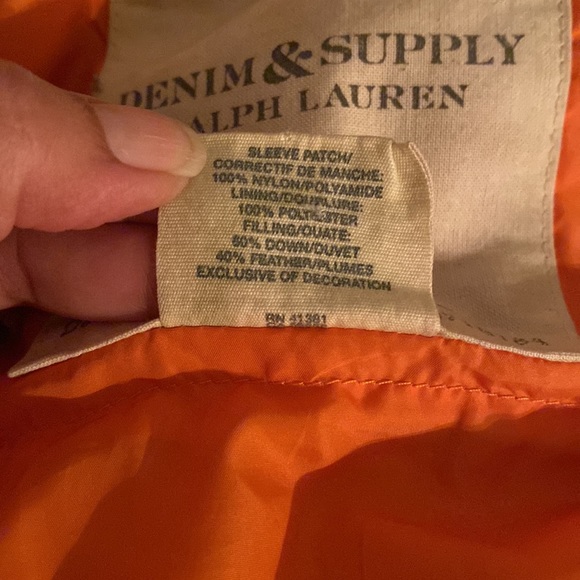 DENIM & SUPPLY
RALPH LAUREN
SLEEVE PATCH/
CORRECTIF DE MANCHE:
100% NYLON/POLYAMIDE
LINING/DOUPLURE:
100% POLYESTER
FILLING/OUATE:
60% DOWN/DUVET
40% FEATHER/PLUMES
EXCLUSIVE OF DECORATION
RN 41381